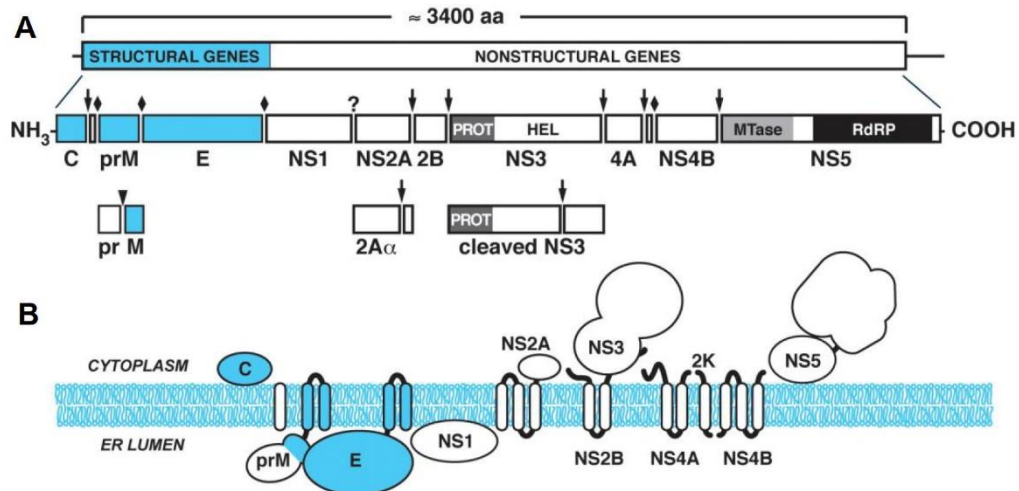 A
≈ 3400 aa
STRUCTURAL GENES NONSTRUCTURAL GENES
?
NH3 PROT HEL MTase RdRP COOH
C prM E NS1 NS2A 2B NS3 4A NS4B NS5
PROT
pr M 2Aα cleaved NS3
B
CYTOPLASM C NS2A NS3 2K NS5
ER LUMEN prM E NS1 NS2B NS4A NS4B